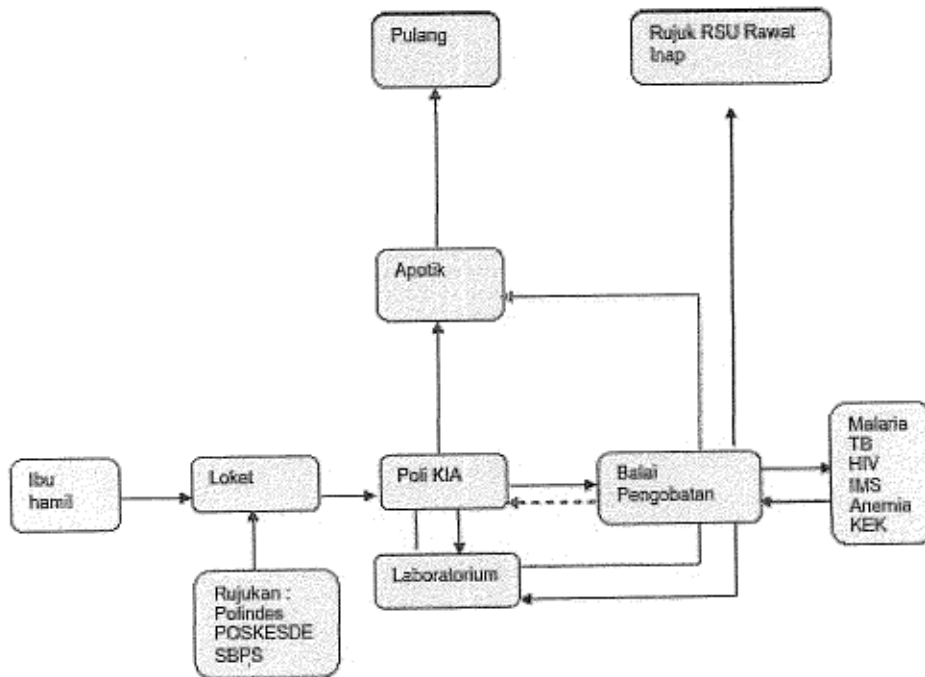 Pulang
Rujuk RSU Rawat
Inap
Apotik
Ibu
hamil
Loket
Poli KIA
Balai
Pengobatan
Malaria
TB
HIV
IMS
Anemia
KEK
Laboratorium
Rujukan :
Polindes
POSKESDE
SBPS